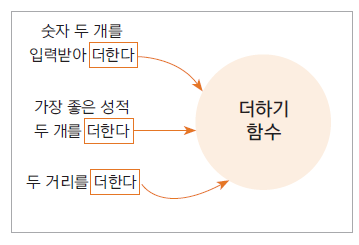 숫자 두 개를
입력받아 더한다
가장 좋은 성적
두 개를 더한다
두 거리를 더한다
더하기
함수